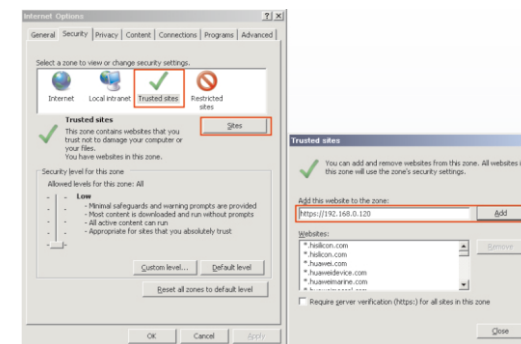 Internet Options
? ×
General Security Privacy Content Connections Programs Advanced
Select a zone to view or change security settings.
Internet
Local intranet
Trusted sites
Restricted
sites
Trusted sites
This zone contains websites that you
trust not to damage your computer or
your files.
You have websites in this zone.
Sites
Security level for this zone
Allowed levels for this zone: All
Low
- Minimal safeguards and warning prompts are provided
- Most content is downloaded and run without prompts
- All active content can run
- Appropriate for sites that you absolutely trust
Custom level...
Default level
Reset all zones to default level
OK
Cancel
Apply
Trusted sites
You can add and remove websites from this zone. All websites
this zone will use the zone's security settings.
Add this website to the zone:
https://192.168.0.120
Add
Websites:
*.hisilicon.com
*.hslicon.com
*.huawei.com
*.huaweidevice.com
*.huaweimarine.com
Remove
Require server verification (https:) for all sites in this zone
Close